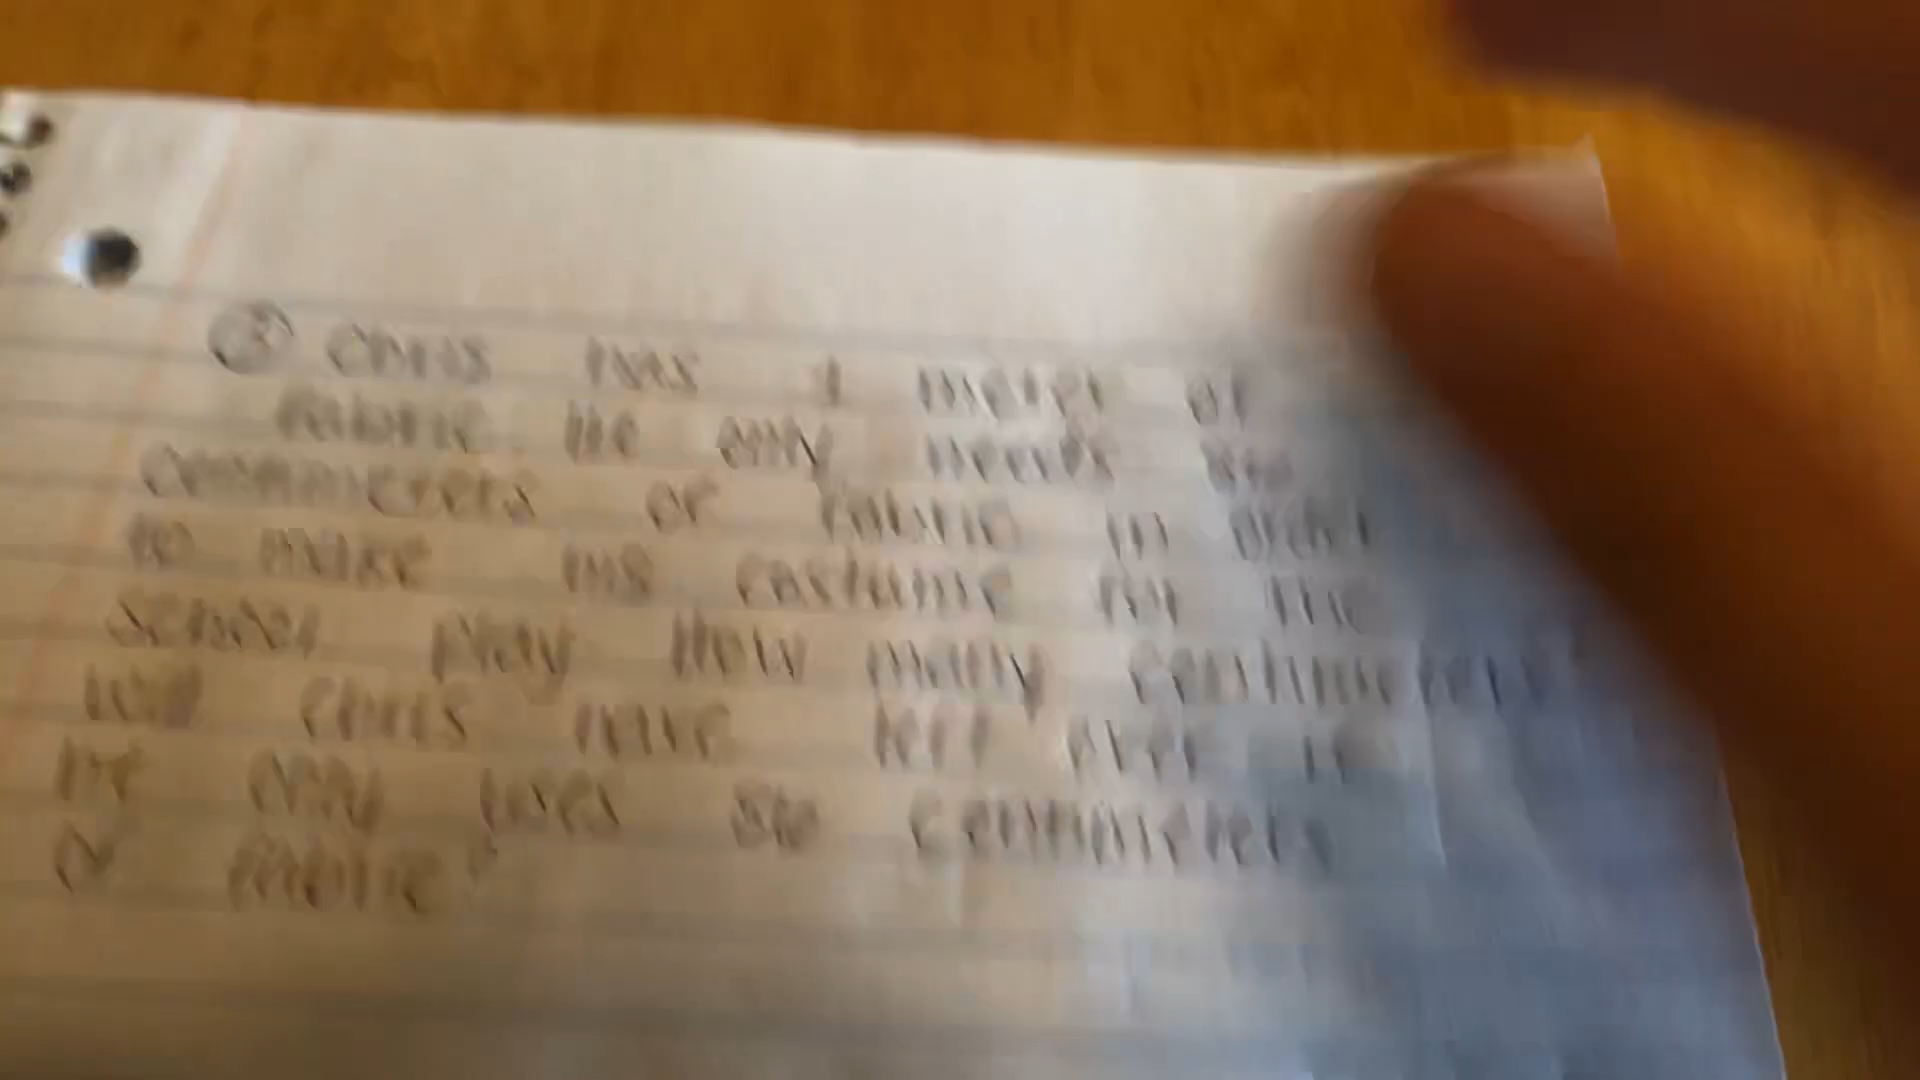 Chris has 1 meter of
fabric He only needs
centimeters of fabric in order
to make his costume for the
school play How many centimeters
will Chris have left over if
he only uses centimeters
of fabric?